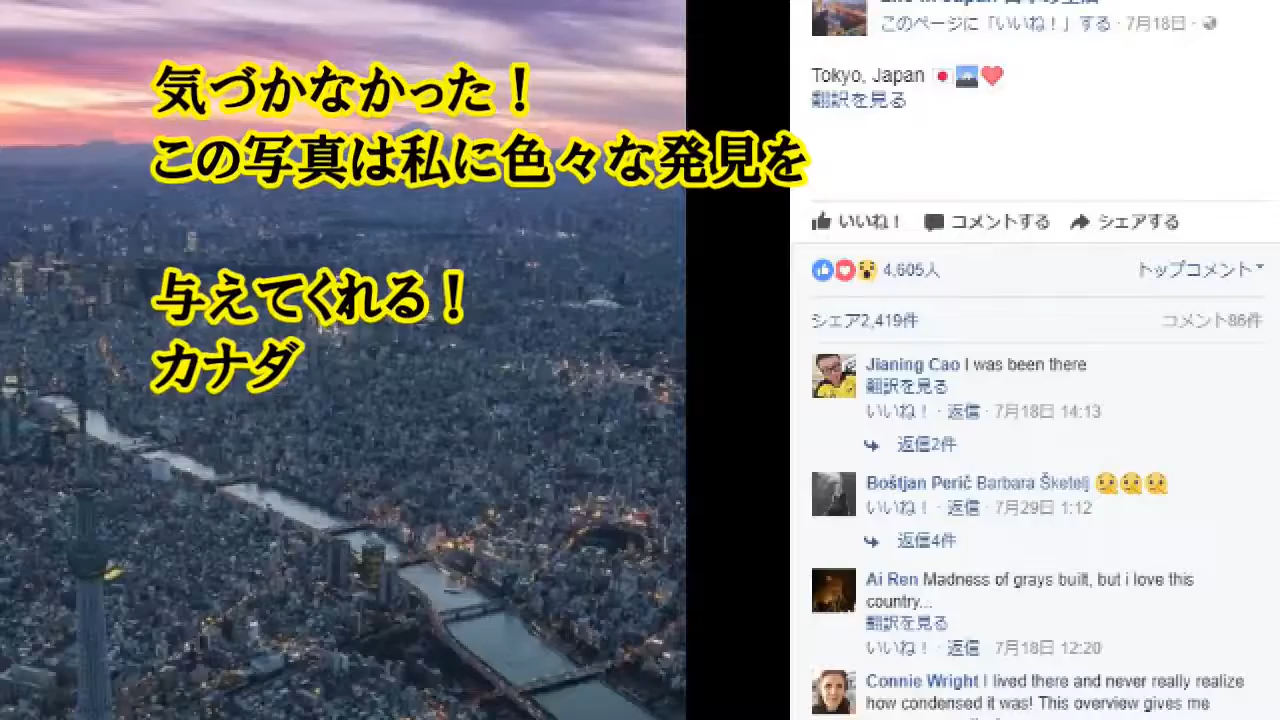 気づかなかった！
この写真は私に色々な発見を
与えてくれる！
カナダ
このページに「いいね！」する · 7月18日 ·
Tokyo, Japan
翻訳を見る
いいね！ コメントする シェアする
4,605人 トップコメント
シェア2,419件 コメント86件
Jianing Cao I was been there
翻訳を見る
いいね！ · 返信 · 7月18日 14:13
返信2件
Boštjan Perič Barbara Šketelj
いいね！ · 返信 · 7月29日 1:12
返信4件
Ai Ren Madness of grays built, but i love this
country...
翻訳を見る
いいね！ · 返信 · 7月18日 12:20
Connie Wright I lived there and never really realize
how condensed it was! This overview gives me